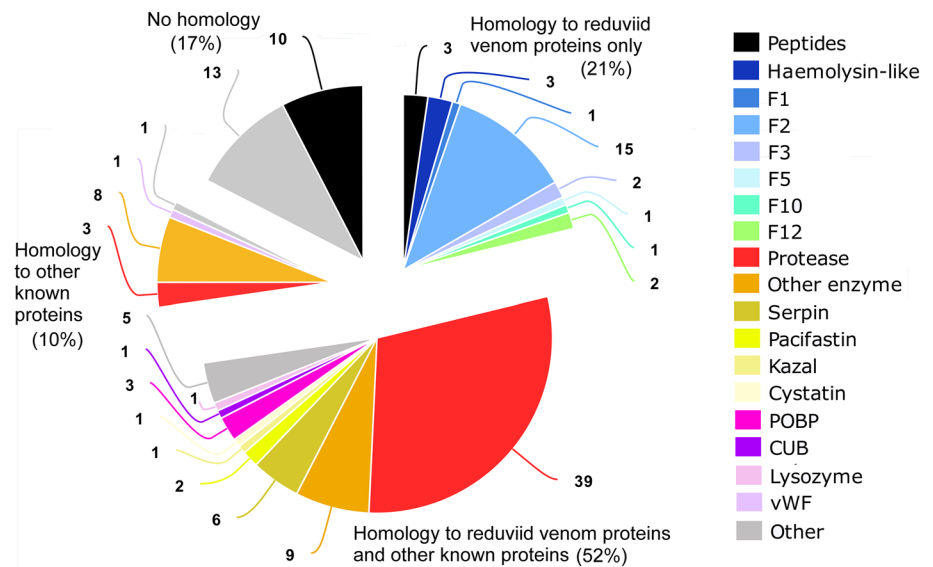 No homology
(17%)
10
13
1
1
8
3
Homology to reduviid
venom proteins only
(21%)
3
3
1
15
2
1
1
2
Homology
to other
known
proteins
(10%)
5
1
1
3
1
1
2
6
9
39
Homology to reduviid venom proteins
and other known proteins (52%)
Peptides
Haemolysin-like
F1
F2
F3
F5
F10
F12
Protease
Other enzyme
Serpin
Pacifastin
Kazal
Cystatin
POBP
CUB
Lysozyme
vWF
Other